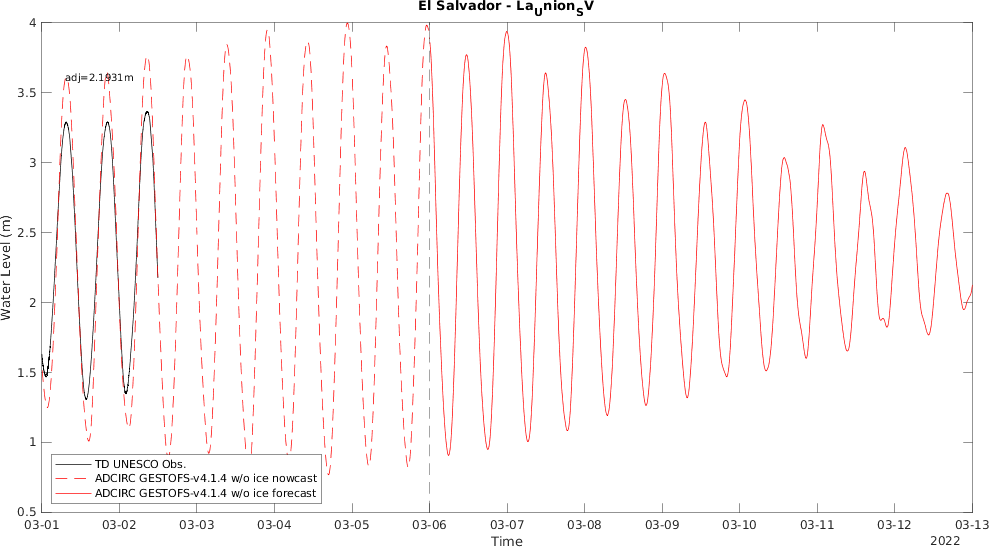 El Salvador - LaUnionSV
4
adj=2.1931m
3.5
3
2.5
2
1.5
1
0.5
Water Level (m)
TD UNESCO Obs.
ADCIRC GESTOFS-v4.1.4 w/o ice nowcast
ADCIRC GESTOFS-v4.1.4 w/o ice forecast
03-01 03-02 03-03 03-04 03-05 03-06 03-07 03-08 03-09 03-10 03-11 03-12 03-13
Time
2022